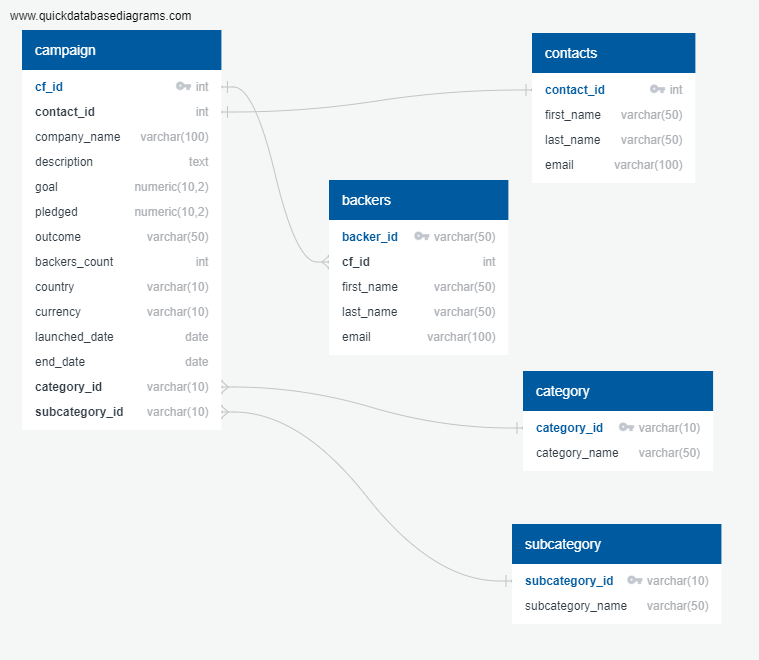 www.quickdatabasediagrams.com
campaign
cf_id int
contact_id int
company_name varchar(100)
description text
goal numeric(10,2)
pledged numeric(10,2)
outcome varchar(50)
backers_count int
country varchar(10)
currency varchar(10)
launched_date date
end_date date
category_id varchar(10)
subcategory_id varchar(10)
contacts
contact_id int
first_name varchar(50)
last_name varchar(50)
email varchar(100)
backers
backer_id varchar(50)
cf_id int
first_name varchar(50)
last_name varchar(50)
email varchar(100)
category
category_id varchar(10)
category_name varchar(50)
subcategory
subcategory_id varchar(10)
subcategory_name varchar(50)